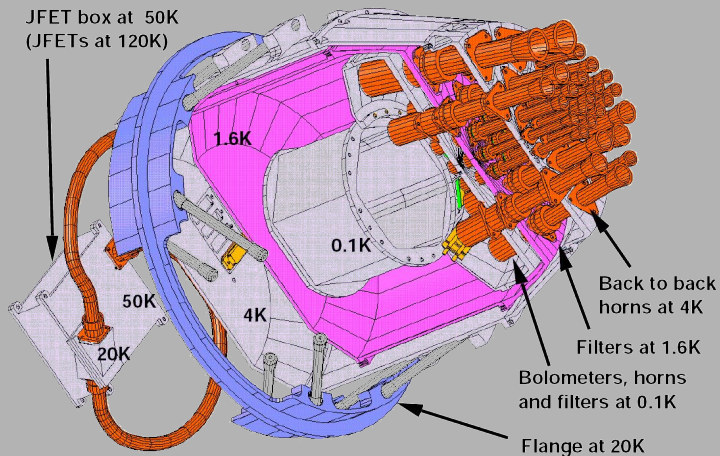 JFET box at 50K
(JFETs at 120K)
1.6K
0.1K
50K
4K
20K
Back to back
horns at 4K
Filters at 1.6K
Bolometers, horns
and filters at 0.1K
Flange at 20K